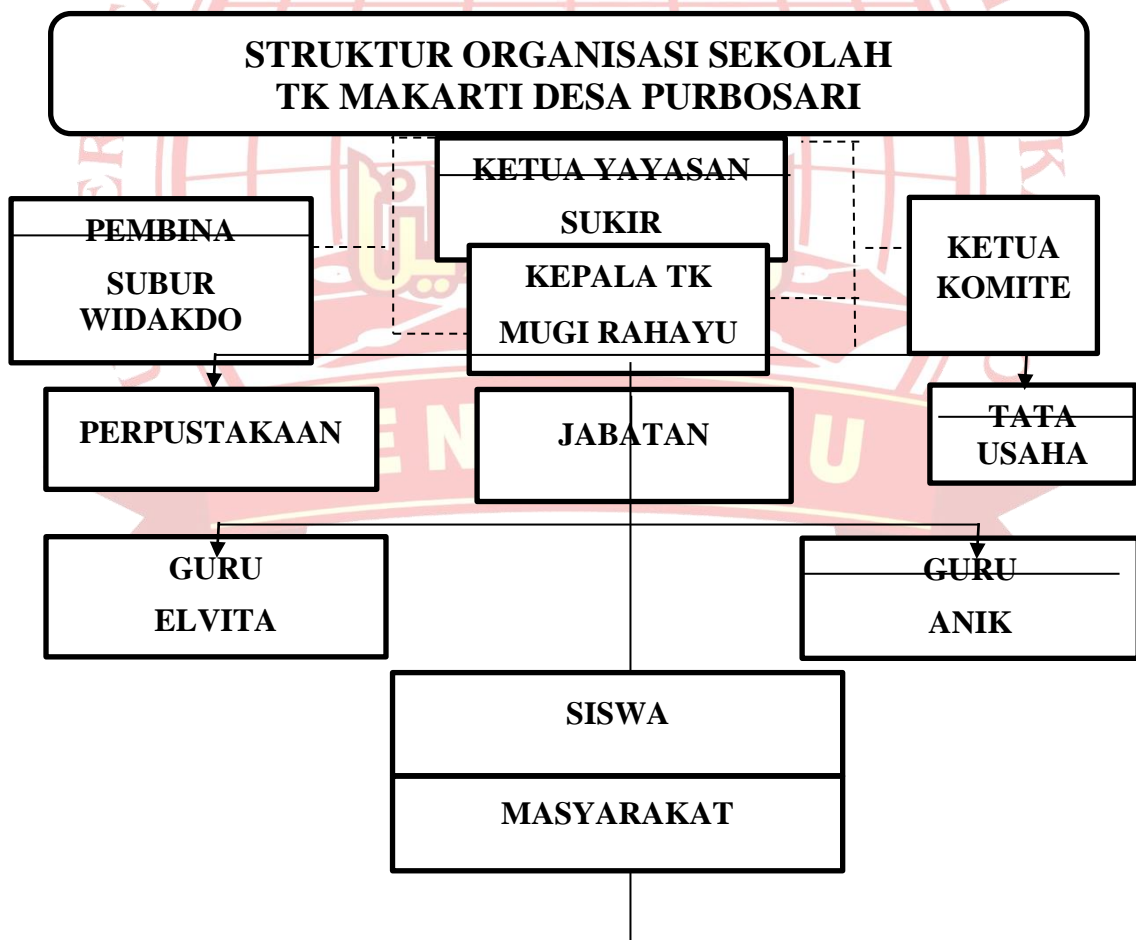 STRUKTUR ORGANISASI SEKOLAH
TK MAKARTI DESA PURBOSARI
KETUA YAYASAN
SUKIR
PEMBINA
SUBUR
WIDAKDO
KETUA
KOMITE
KEPALA TK
MUGI RAHAYU
PERPUSTAKAAN
JABATAN
TATA
USAHA
GURU
ELVITA
GURU
ANIK
SISWA
MASYARAKAT